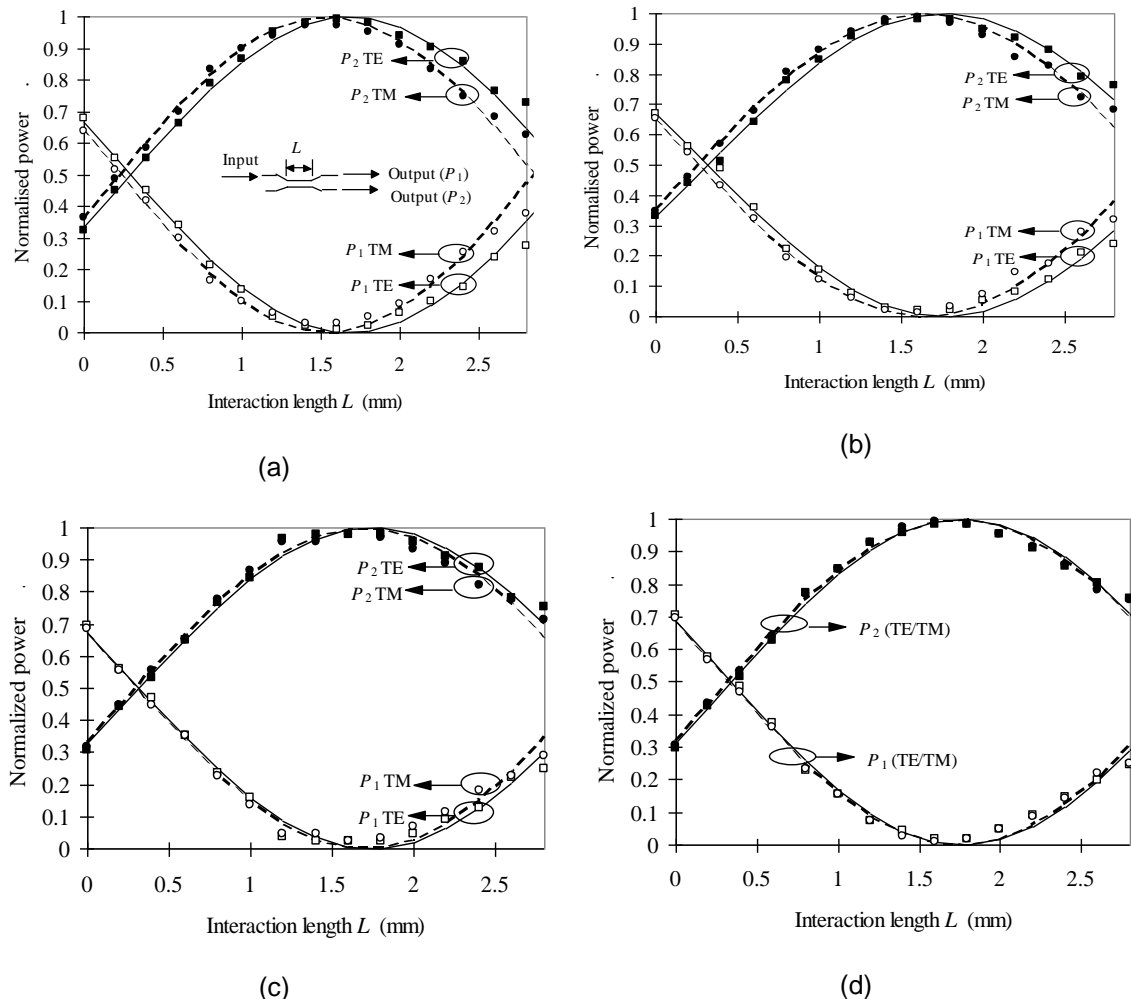 1
0.9
0.8
0.7
0.6
0.5
0.4
0.3
0.2
0.1
0
Normalised power
P2 TE
P2 TM
L
Input
Output (P1)
Output (P2)
P1 TM
P1 TE
0 0.5 1 1.5 2 2.5
Interaction length L (mm)
(a)
1
0.9
0.8
0.7
0.6
0.5
0.4
0.3
0.2
0.1
0
Normalised power
P2 TE
P2 TM
P1 TM
P1 TE
0 0.5 1 1.5 2 2.5
Interaction length L (mm)
(b)
1
0.9
0.8
0.7
0.6
0.5
0.4
0.3
0.2
0.1
0
Normalized power
P2 TE
P2 TM
P1 TM
P1 TE
0 0.5 1 1.5 2 2.5
Interaction length L (mm)
(c)
1
0.9
0.8
0.7
0.6
0.5
0.4
0.3
0.2
0.1
0
Normalized power
P2 (TE/TM)
P1 (TE/TM)
0 0.5 1 1.5 2 2.5
Interaction length L (mm)
(d)